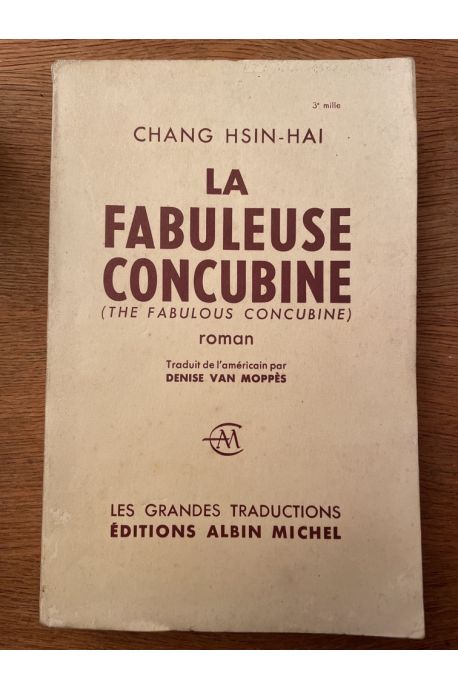 3e mille
CHANG HSIN-HAI
LA
FABULEUSE
CONCUBINE
(THE FABULOUS CONCUBINE)
roman
Traduit de l'américain par
DENISE VAN MOPPÈS
AM
LES GRANDES TRADUCTIONS
ÉDITIONS ALBIN MICHEL